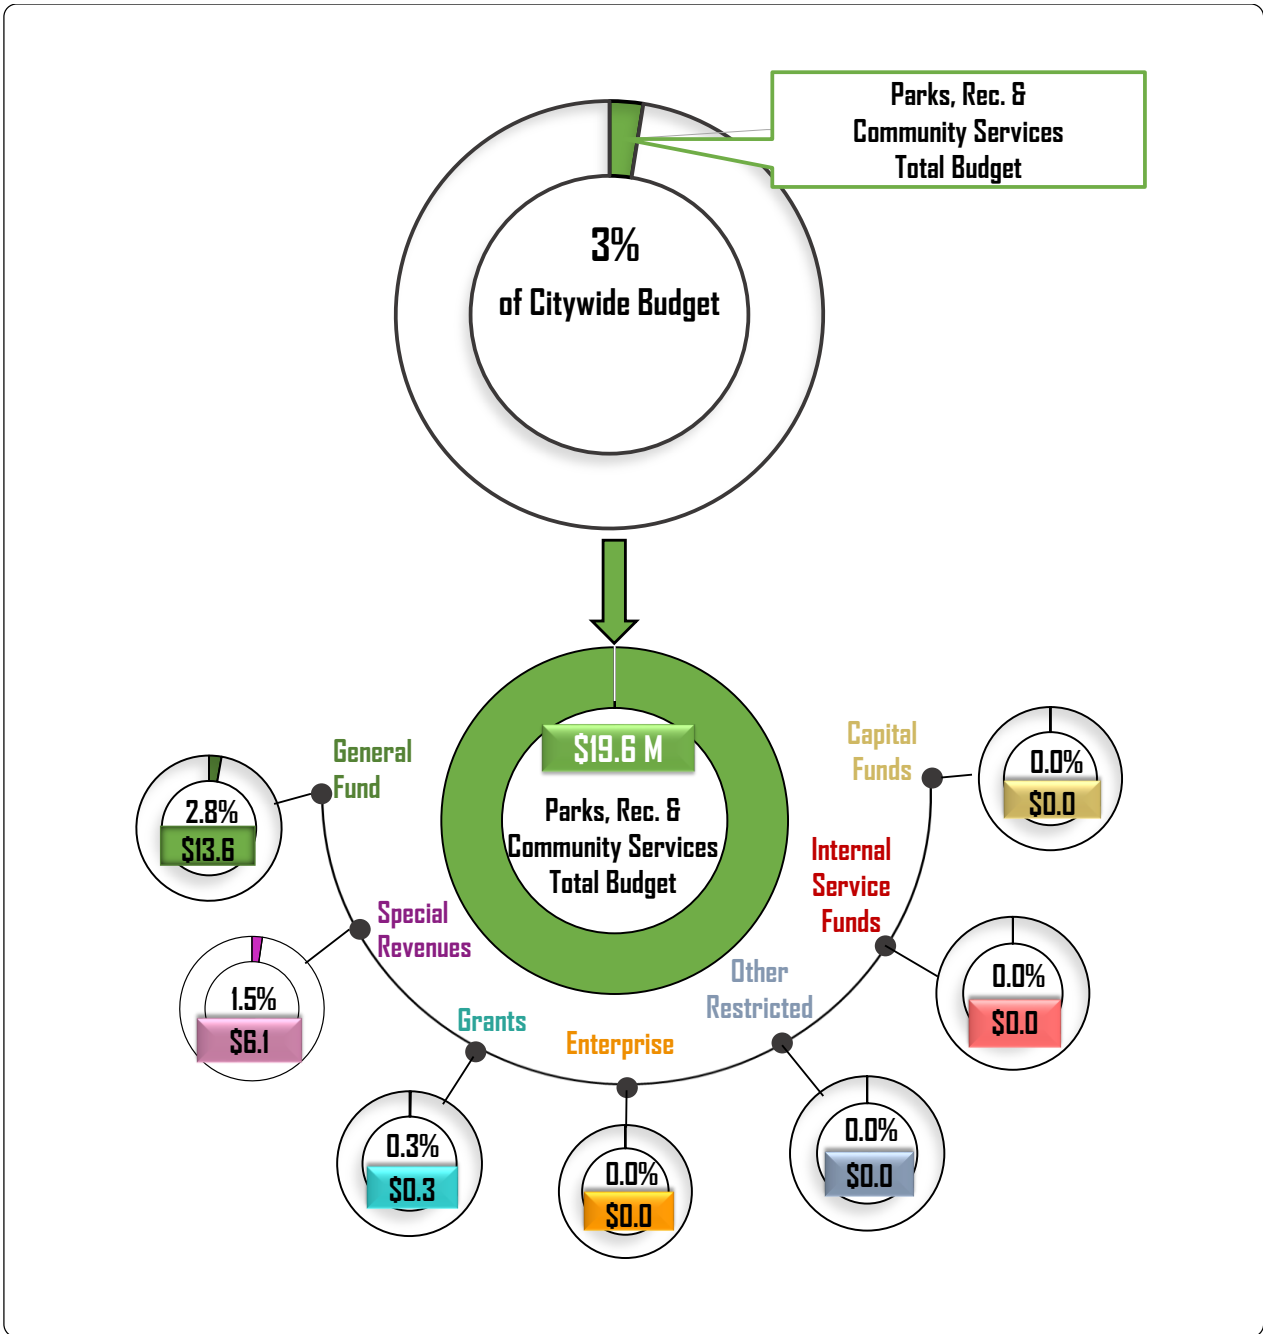 Parks, Rec. &
Community Services
Total Budget
3%
of Citywide Budget
$19.6 M
Parks, Rec. &
Community Services
Total Budget
General
Fund
2.8%
$13.6
Special
Revenues
1.5%
$6.1
Grants
0.3%
$0.3
Enterprise
0.0%
$0.0
Other
Restricted
0.0%
$0.0
Internal
Service
Funds
0.0%
$0.0
Capital
Funds
0.0%
$0.0